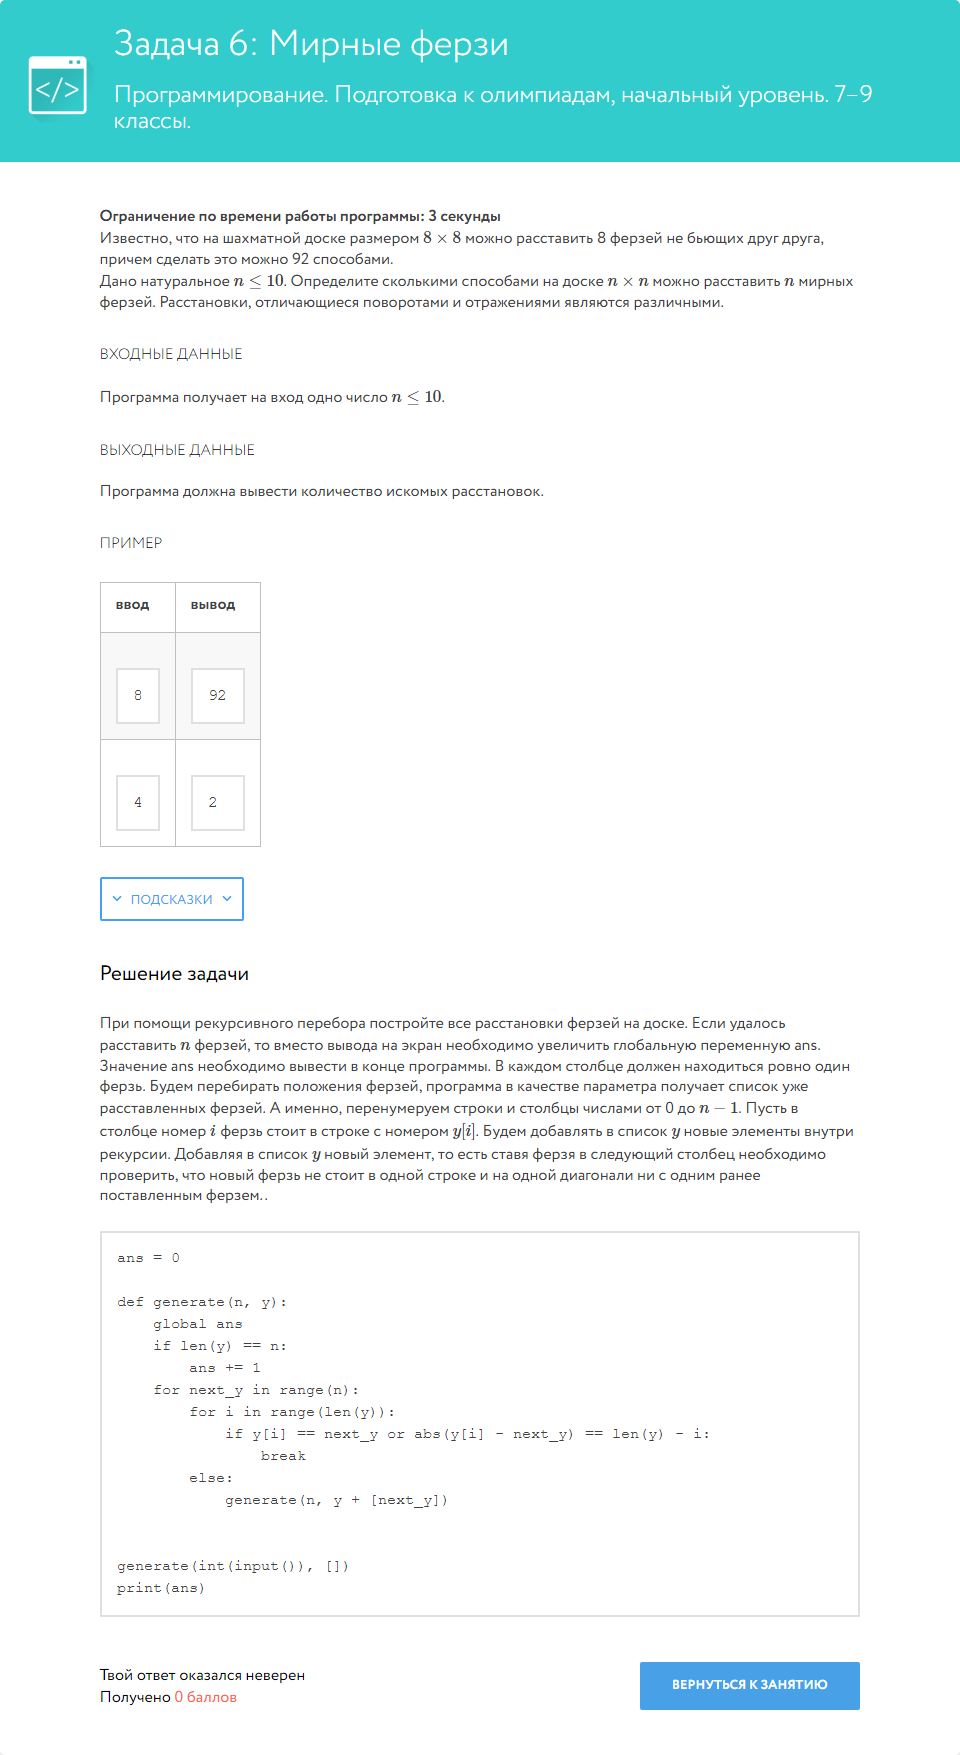 Задача 6: Мирные ферзи
</>
Программирование. Подготовка к олимпиадам, начальный уровень. 7–9
классы.
Ограничение по времени работы программы: 3 секунды
Известно, что на шахматной доске размером 8 × 8 можно расставить 8 ферзей не бьющих друг друга,
причем сделать это можно 92 способами.
Дано натуральное n ≤ 10. Определите сколькими способами на доске n × n можно расставить n мирных
ферзей. Расстановки, отличающиеся поворотами и отражениями являются различными.
ВХОДНЫЕ ДАННЫЕ
Программа получает на вход одно число n ≤ 10.
ВЫХОДНЫЕ ДАННЫЕ
Программа должна вывести количество искомых расстановок.
ПРИМЕР
ввод вывод
8 92
4 2
ПОДСКАЗКИ
Решение задачи
При помощи рекурсивного перебора постройте все расстановки ферзей на доске. Если удалось
расставить n ферзей, то вместо вывода на экран необходимо увеличить глобальную переменную ans.
Значение ans необходимо вывести в конце программы. В каждом столбце должен находиться ровно один
ферзь. Будем перебирать положения ферзей, программа в качестве параметра получает список уже
расставленных ферзей. А именно, перенумеруем строки и столбцы числами от 0 до n − 1. Пусть в
столбце номер i ферзь стоит в строке с номером y[i]. Будем добавлять в список y новые элементы внутри
рекурсии. Добавляя в список y новый элемент, то есть ставя ферзя в следующий столбец необходимо
проверить, что новый ферзь не стоит в одной строке и на одной диагонали ни с одним ранее
поставленным ферзем..
ans = 0
def generate(n, y):
    global ans
    if len(y) == n:
        ans += 1
    for next_y in range(n):
        for i in range(len(y)):
            if y[i] == next_y or abs(y[i] - next_y) == len(y) - i:
                break
        else:
            generate(n, y + [next_y])
generate(int(input()), [])
print(ans)
Твой ответ оказался неверен
Получено 0 баллов
ВЕРНУТЬСЯ К ЗАНЯТИЮ